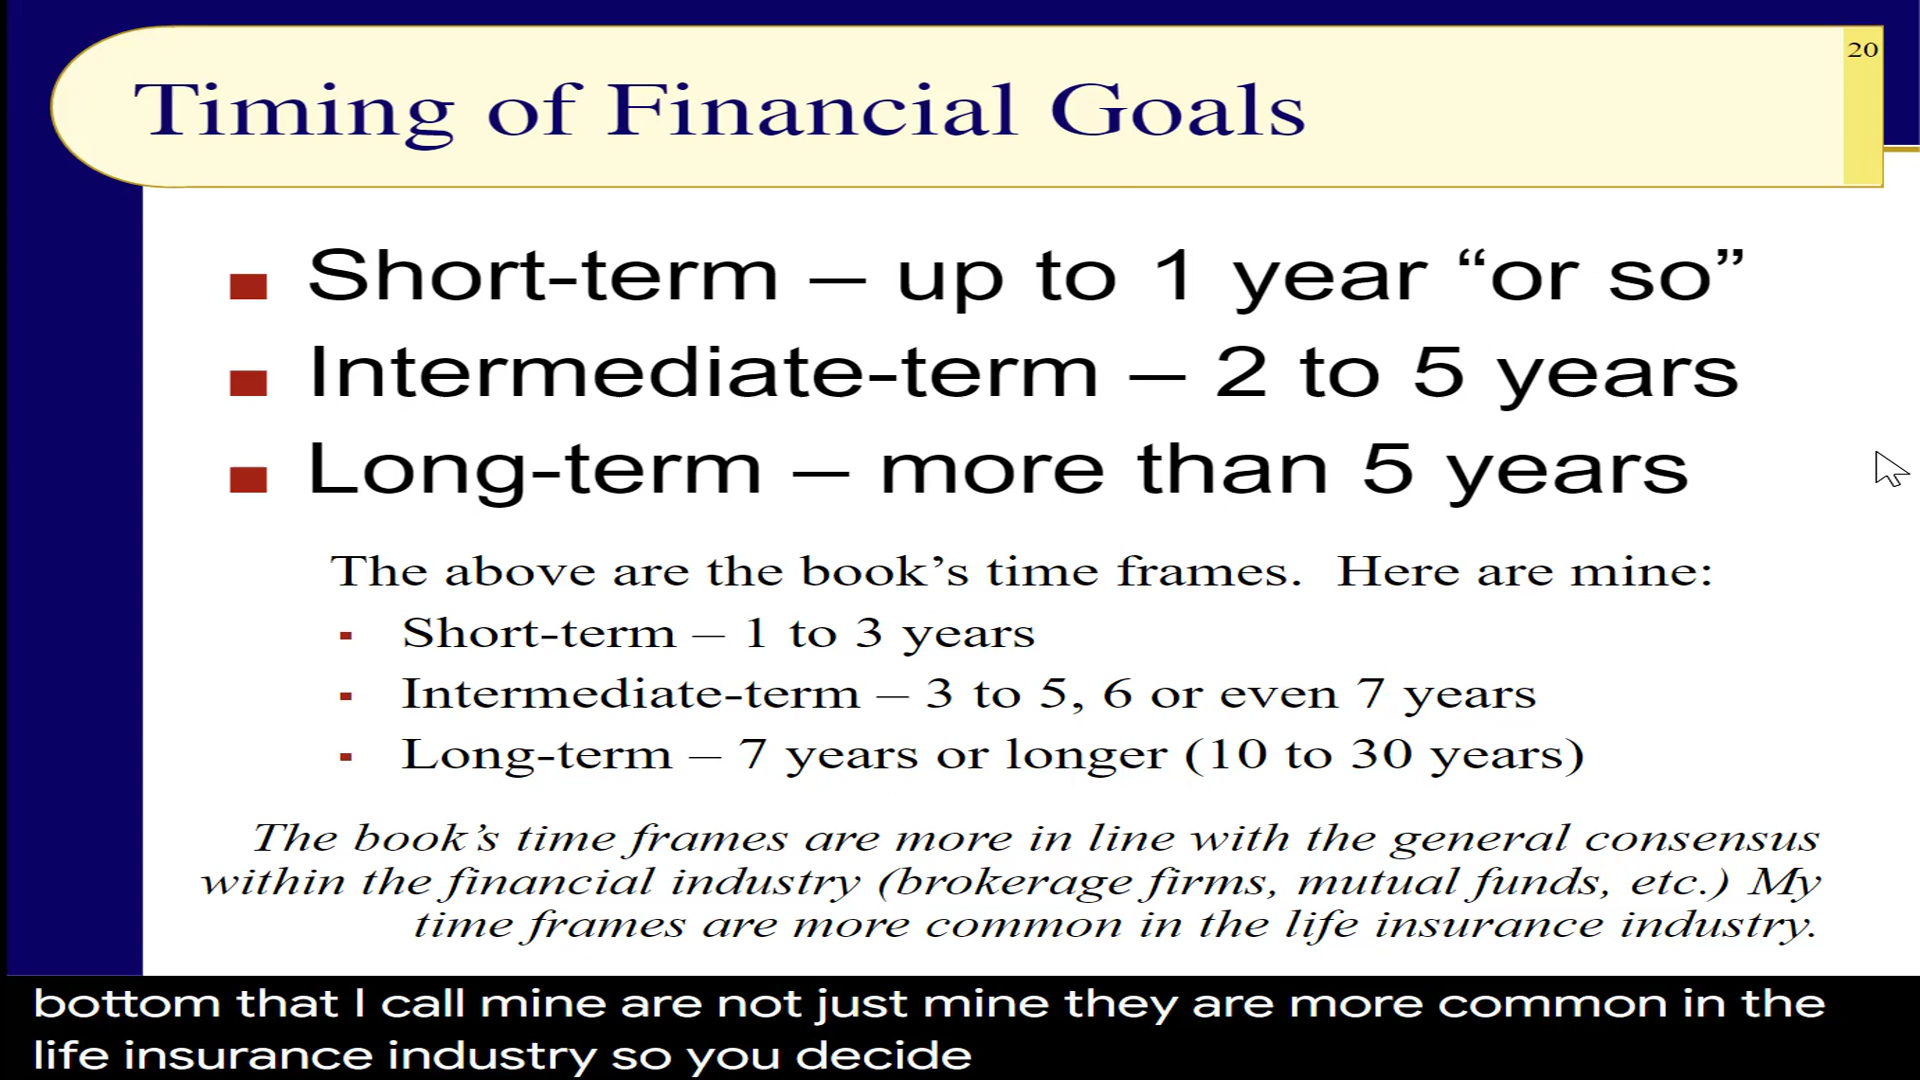 20
Timing of Financial Goals
Short-term – up to 1 year “or so”
Intermediate-term – 2 to 5 years
Long-term – more than 5 years
The above are the book’s time frames.  Here are mine:
Short-term – 1 to 3 years
Intermediate-term – 3 to 5, 6 or even 7 years
Long-term – 7 years or longer (10 to 30 years)
The book’s time frames are more in line with the general consensus
within the financial industry (brokerage firms, mutual funds, etc.) My
time frames are more common in the life insurance industry.
bottom that I call mine are not just mine they are more common in the
life insurance industry so you decide